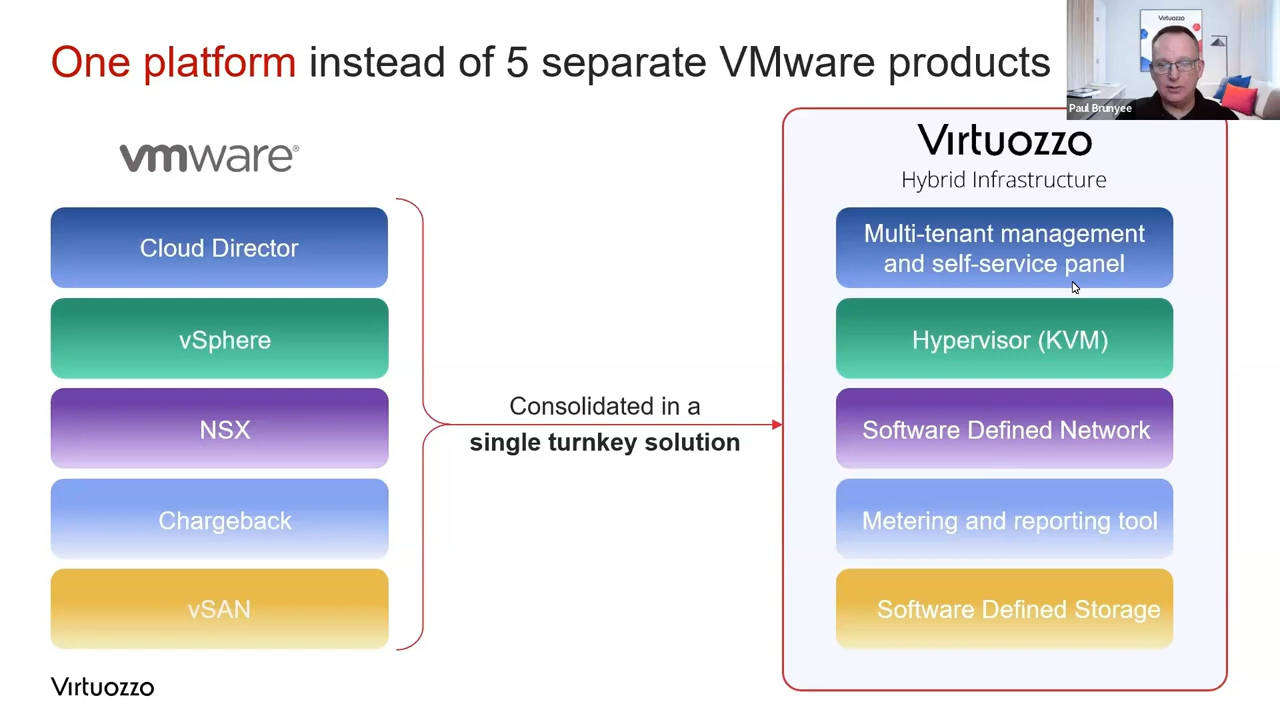 One platform instead of 5 separate VMware products
Virtuozzo
Paul Brunyee
vmware®
Cloud Director
vSphere
NSX
Chargeback
vSAN
Consolidated in a
single turnkey solution
Virtuozzo
Hybrid Infrastructure
Multi-tenant management
and self-service panel
Hypervisor (KVM)
Software Defined Network
Metering and reporting tool
Software Defined Storage
Virtuozzo